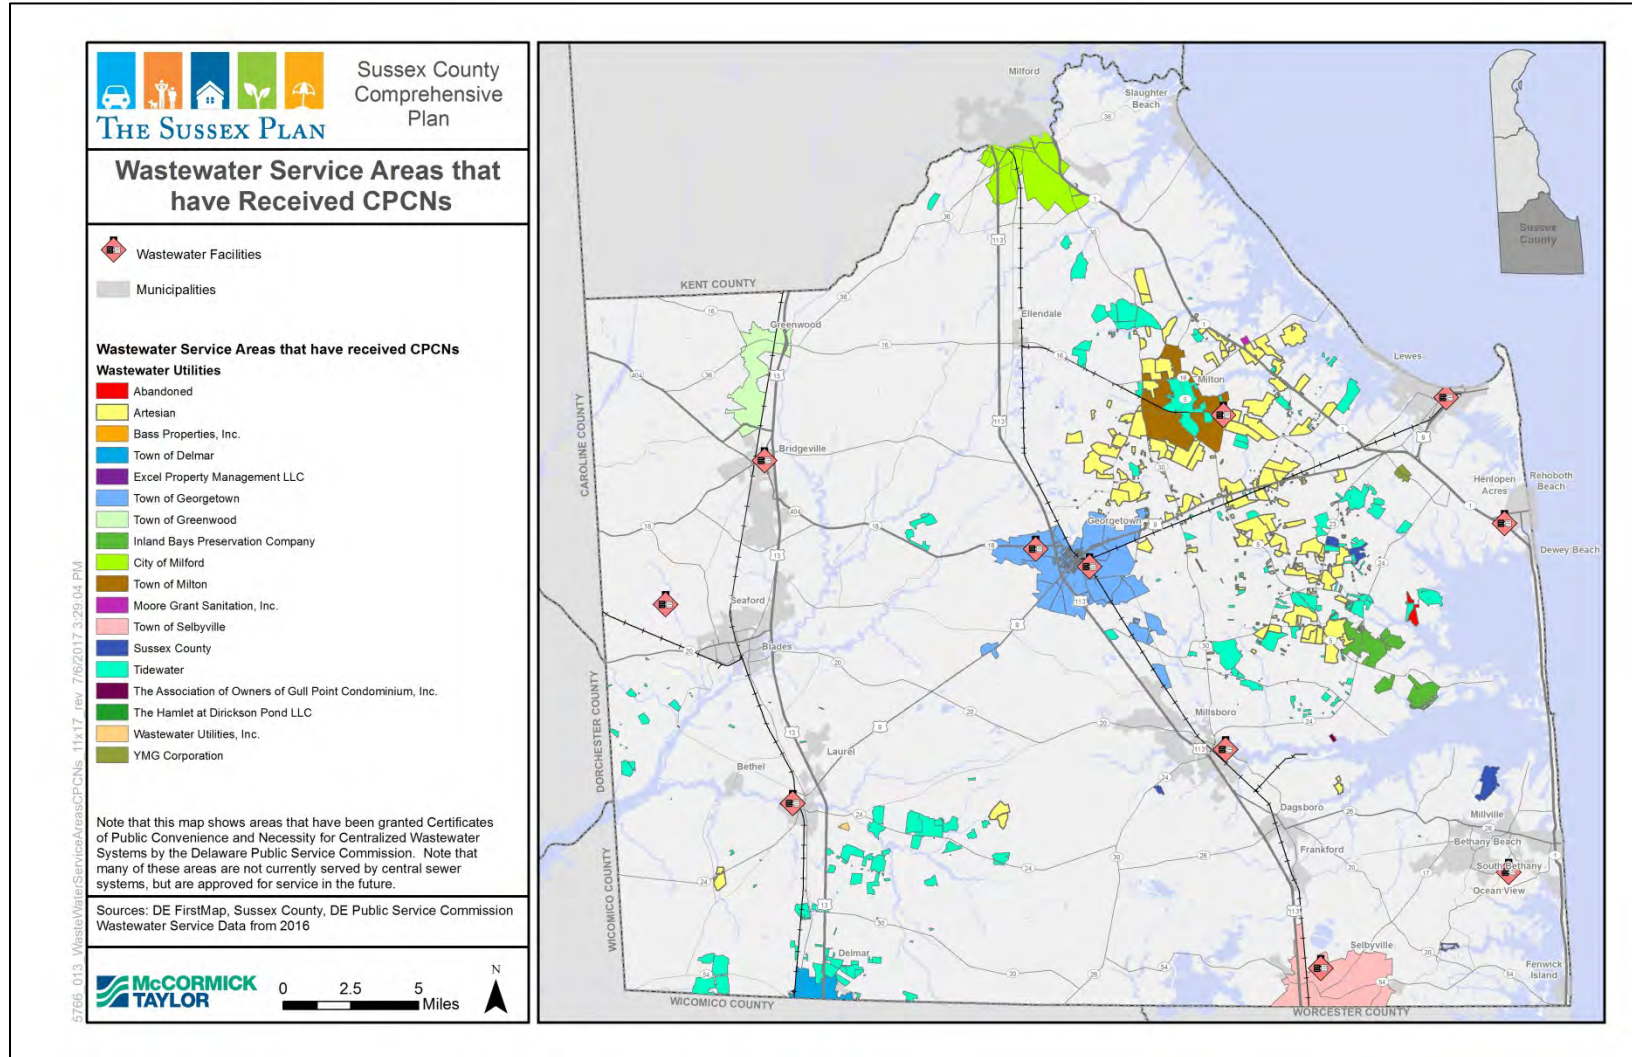 THE SUSSEX PLAN
Sussex County
Comprehensive
Plan
Wastewater Service Areas that
have Received CPCNs
Wastewater Facilities
Municipalities
Wastewater Service Areas that have received CPCNs
Wastewater Utilities
Abandoned
Artesian
Bass Properties, Inc.
Town of Delmar
Excel Property Management LLC
Town of Georgetown
Town of Greenwood
Inland Bays Preservation Company
City of Milford
Town of Milton
Moore Grant Sanitation, Inc.
Town of Selbyville
Sussex County
Tidewater
The Association of Owners of Gull Point Condominium, Inc.
The Hamlet at Dirickson Pond LLC
Wastewater Utilities, Inc.
YMG Corporation
Note that this map shows areas that have been granted Certificates
of Public Convenience and Necessity for Centralized Wastewater
Systems by the Delaware Public Service Commission. Note that
many of these areas are not currently served by central sewer
systems, but are approved for service in the future.
Sources: DE FirstMap, Sussex County, DE Public Service Commission
Wastewater Service Data from 2016
McCORMICK
TAYLOR
0 2.5 5
Miles
N
5766_013_WasteWaterServiceAreasCPCNs_11x17_rev_7/6/2017 3:29:04 PM
Milford
Slaughter
Beach
Sussex
County
KENT COUNTY
Greenwood
Ellendale
Lewes
Milton
CAROLINE COUNTY
Bridgeville
Henlopen
Acres
Rehoboth
Beach
Georgetown
Dewey Beach
Seaford
Blades
DORCHESTER COUNTY
Millsboro
Laurel
Bethel
Dagsboro
Millville
Frankford
Bethany Beach
South Bethany
Ocean View
WICOMICO COUNTY
Delmar
Selbyville
Fenwick
Island
WICOMICO COUNTY
WORCESTER COUNTY